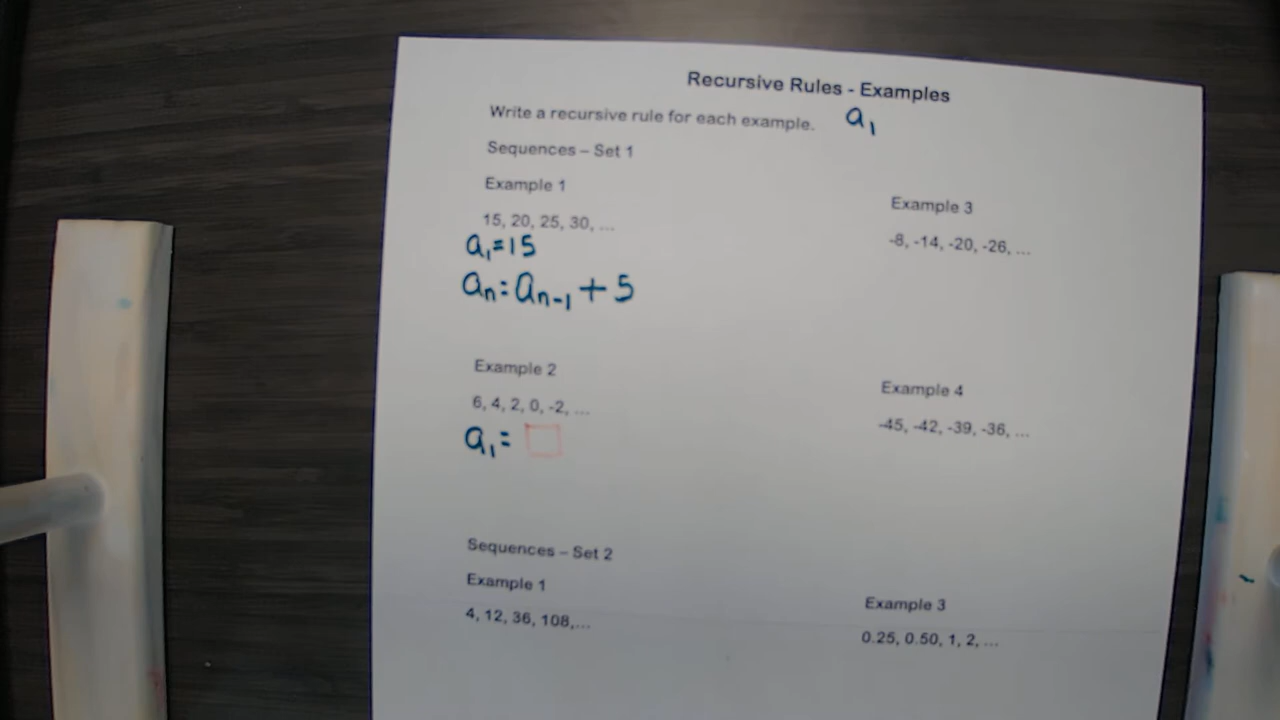 Recursive Rules - Examples
Write a recursive rule for each example. a₁
Sequences – Set 1
Example 1
15, 20, 25, 30, ...
a₁=15
aₙ=aₙ₋₁+5
Example 2
6, 4, 2, 0, -2, ...
a₁=
Example 3
-8, -14, -20, -26, ...
Example 4
-45, -42, -39, -36, ...
Sequences – Set 2
Example 1
4, 12, 36, 108,...
Example 3
0.25, 0.50, 1, 2, ...